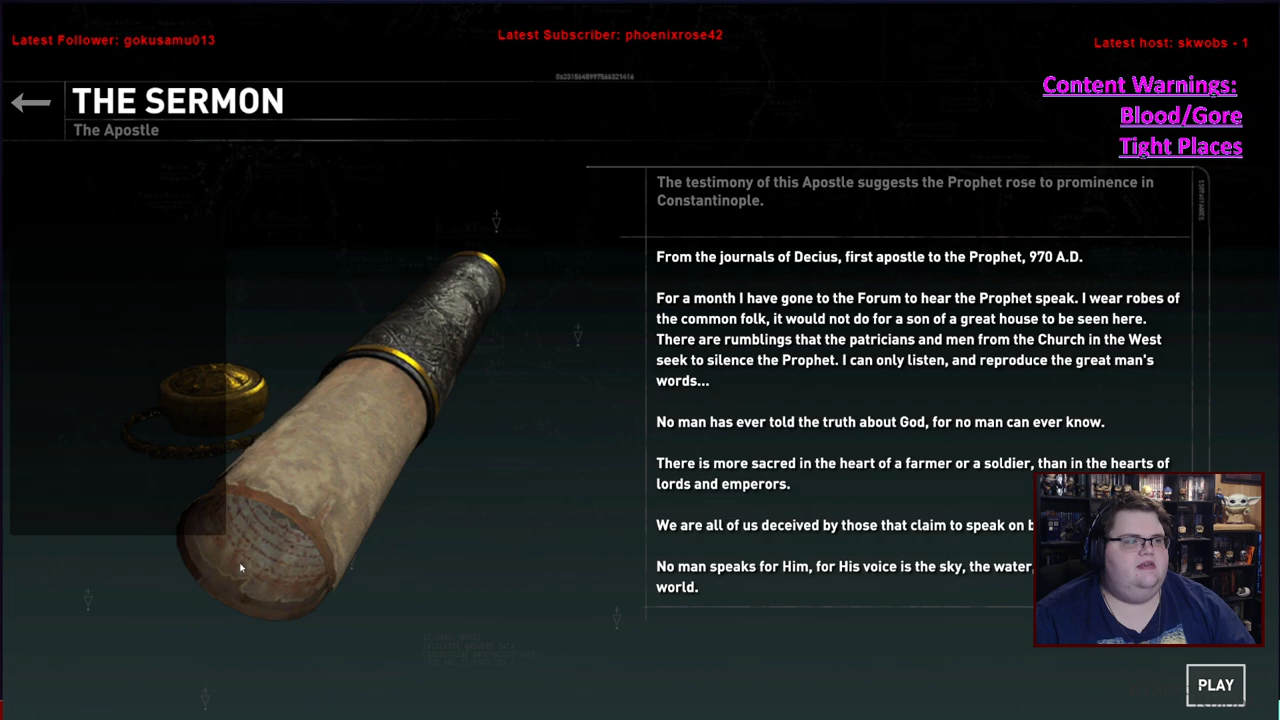 Latest Follower: gokusamu013
Latest Subscriber: phoenixrose42
Latest host: skwobs - 1
Content Warnings:
Blood/Gore
Tight Places
THE SERMON
The Apostle
The testimony of this Apostle suggests the Prophet rose to prominence in
Constantinople.
From the journals of Decius, first apostle to the Prophet, 970 A.D.
For a month I have gone to the Forum to hear the Prophet speak. I wear robes of
the common folk, it would not do for a son of a great house to be seen here.
There are rumblings that the patricians and men from the Church in the West
seek to silence the Prophet. I can only listen, and reproduce the great man's
words...
No man has ever told the truth about God, for no man can ever know.
There is more sacred in the heart of a farmer or a soldier, than in the hearts of
lords and emperors.
We are all of us deceived by those that claim to speak on
No man speaks for Him, for His voice is the sky, the water,
world.
PLAY